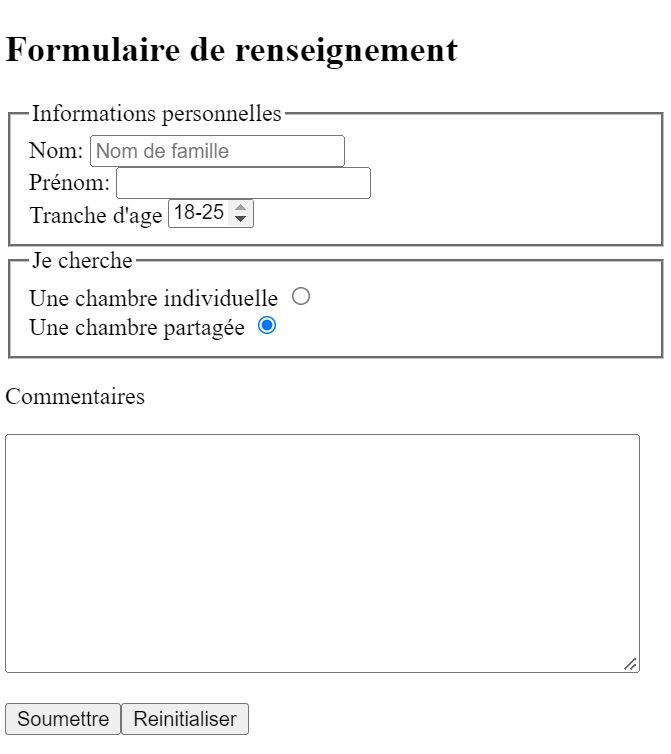 Formulaire de renseignement
Informations personnelles
Nom: Nom de famille
Prénom:
Tranche d'age 18-25
Je cherche
Une chambre individuelle
Une chambre partagée
Commentaires
Soumettre Reinitialiser